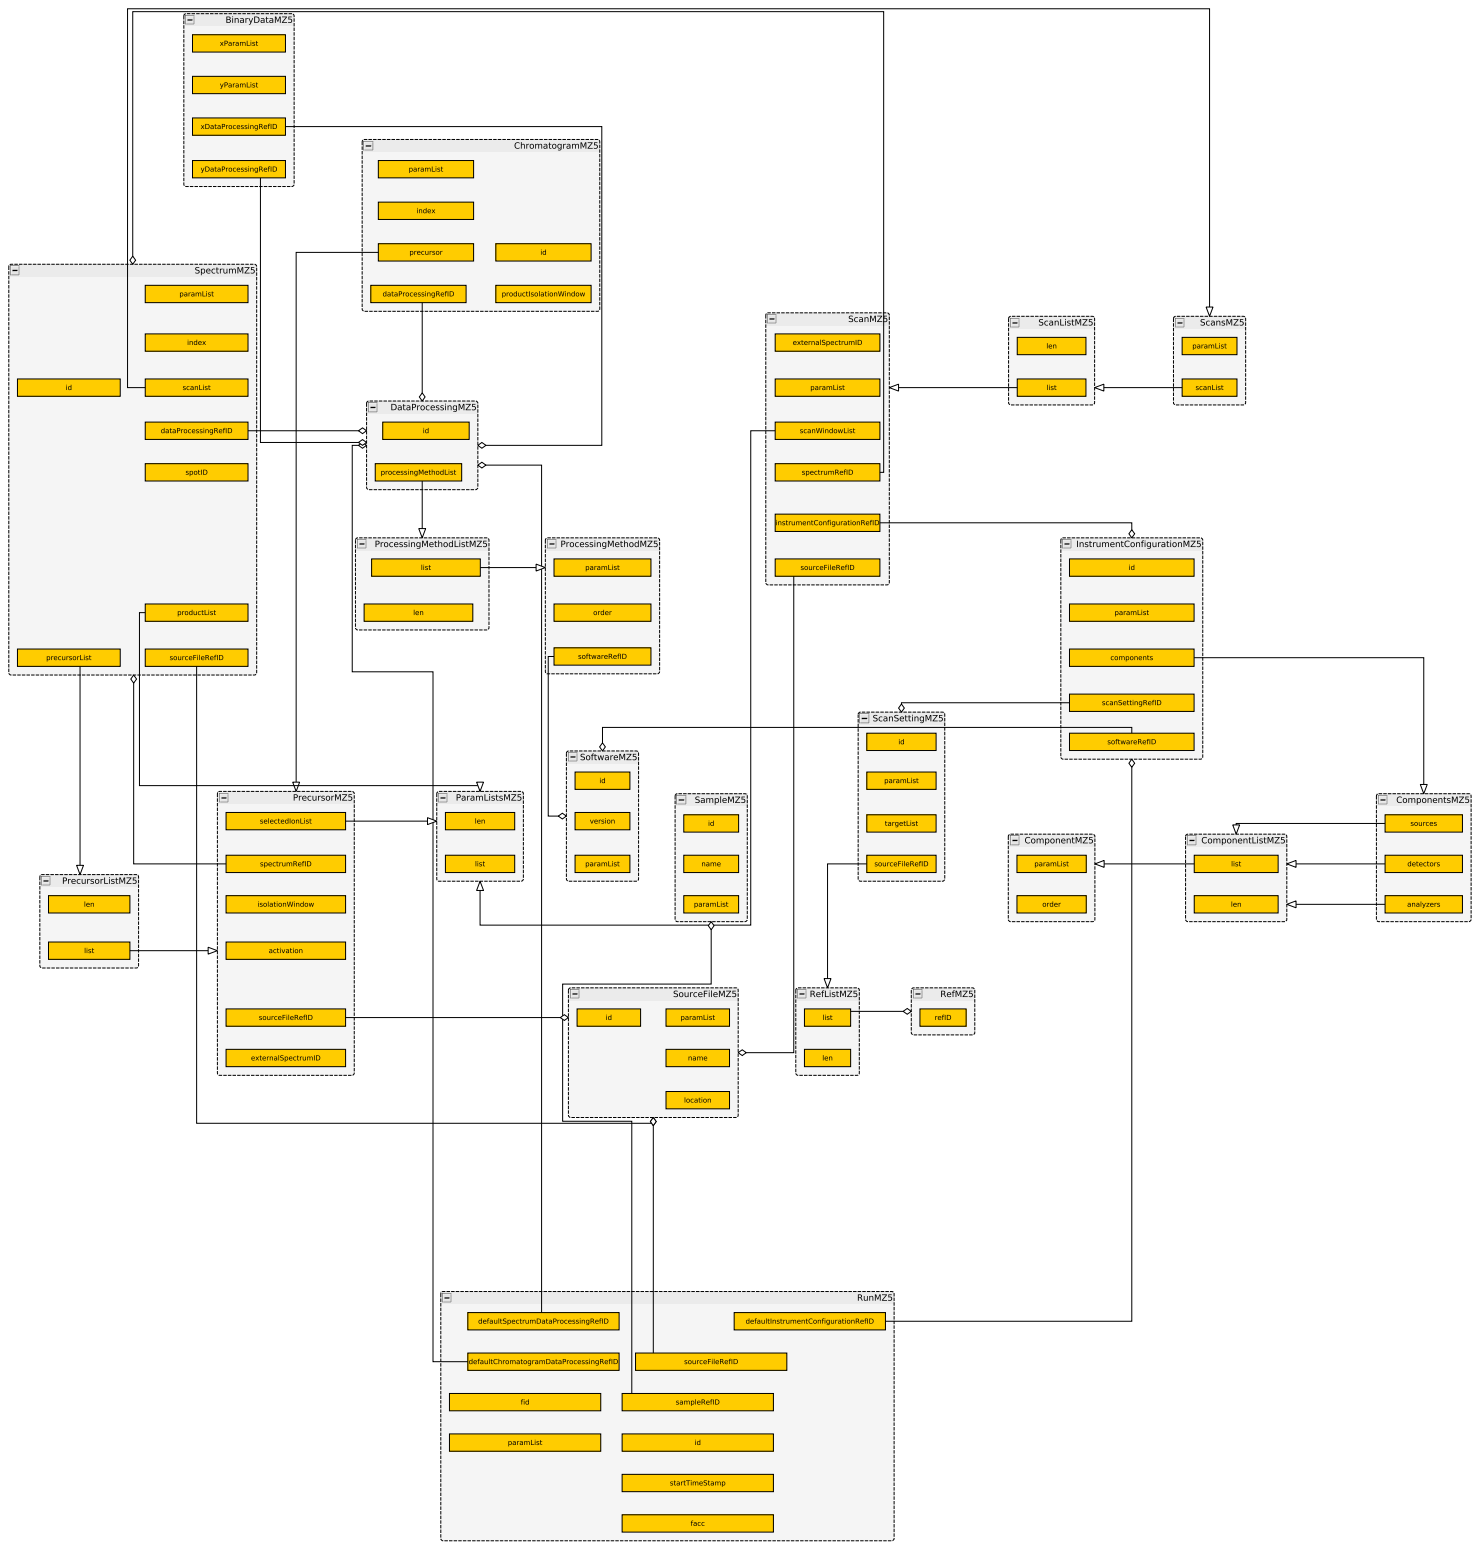 BinaryDataMZ5
xParamList
yParamList
xDataProcessingRefID
yDataProcessingRefID
ChromatogramMZ5
paramList
index
precursor
id
dataProcessingRefID
productIsolationWindow
SpectrumMZ5
paramList
index
id
scanList
dataProcessingRefID
spotID
productList
precursorList
sourceFileRefID
DataProcessingMZ5
id
processingMethodList
ScanMZ5
externalSpectrumID
paramList
scanWindowList
spectrumRefID
instrumentConfigurationRefID
sourceFileRefID
ScanListMZ5
len
list
ScansMZ5
paramList
scanList
ProcessingMethodListMZ5
list
len
ProcessingMethodMZ5
paramList
order
softwareRefID
InstrumentConfigurationMZ5
id
paramList
components
scanSettingRefID
softwareRefID
ScanSettingMZ5
id
paramList
targetList
sourceFileRefID
SoftwareMZ5
id
version
paramList
SampleMZ5
id
name
paramList
PrecursorMZ5
selectedIonList
spectrumRefID
isolationWindow
activation
sourceFileRefID
externalSpectrumID
ParamListsMZ5
len
list
PrecursorListMZ5
len
list
ComponentMZ5
paramList
order
ComponentListMZ5
list
len
ComponentsMZ5
sources
detectors
analyzers
SourceFileMZ5
id
paramList
name
location
RefListMZ5
list
len
RefMZ5
refID
RunMZ5
defaultSpectrumDataProcessingRefID
defaultInstrumentConfigurationRefID
defaultChromatogramDataProcessingRefID
sourceFileRefID
fid
sampleRefID
paramList
id
startTimeStamp
facc